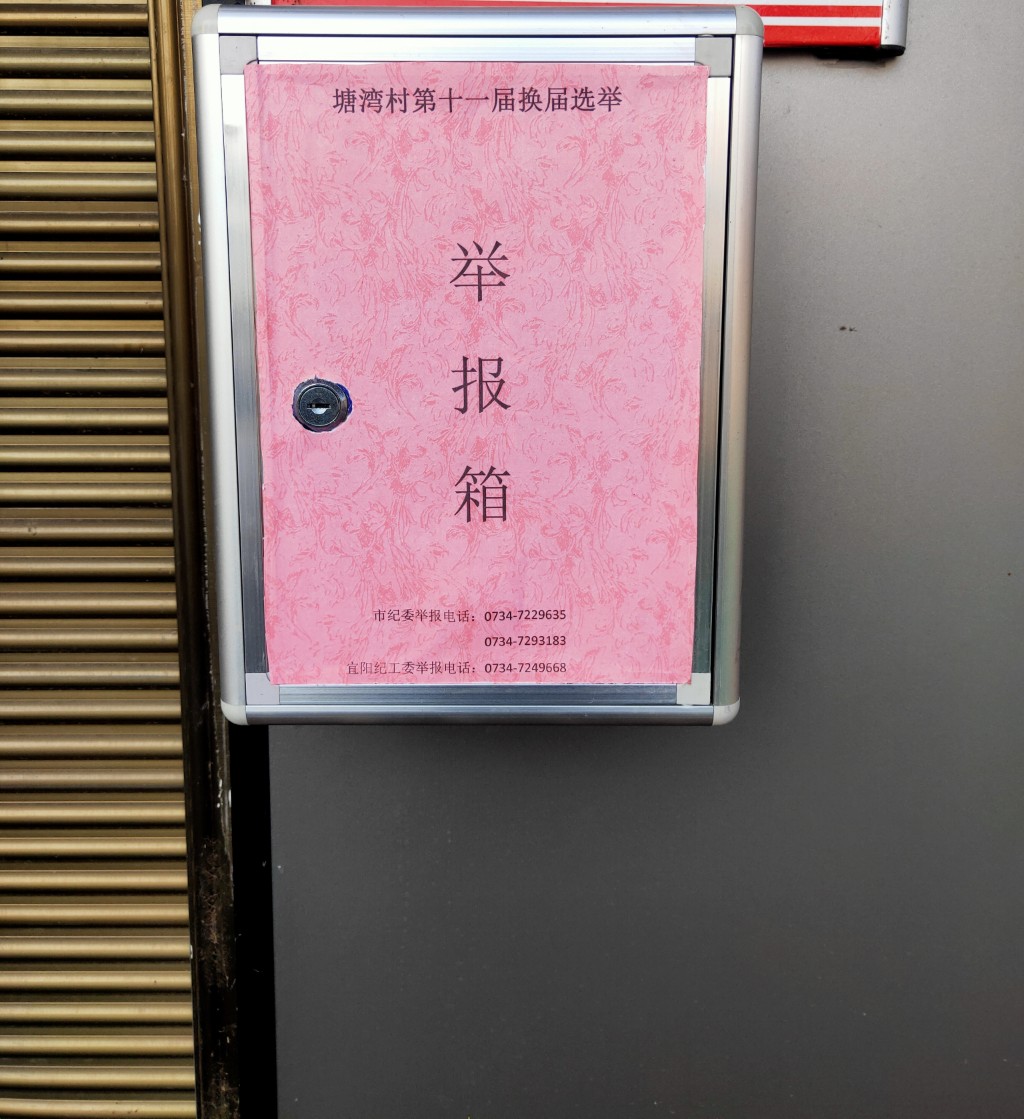 塘湾村第十一届换届选举
举
报
箱
市纪委举报电话：0734-7229635
0734-7293183
宜阳纪工委举报电话：0734-7249668